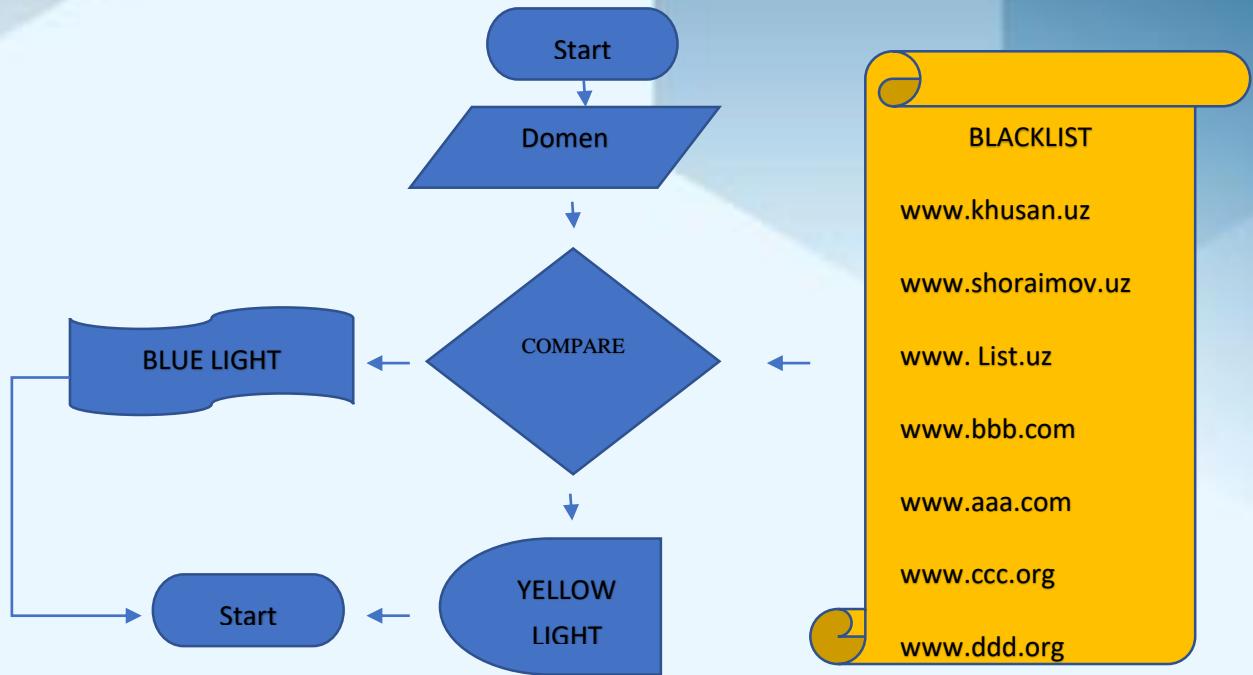 Start
Domen
COMPARE
BLUE LIGHT
YELLOW
LIGHT
Start
BLACKLIST
www.khusan.uz
www.shoraimov.uz
www. List.uz
www.bbb.com
www.aaa.com
www.ccc.org
www.ddd.org